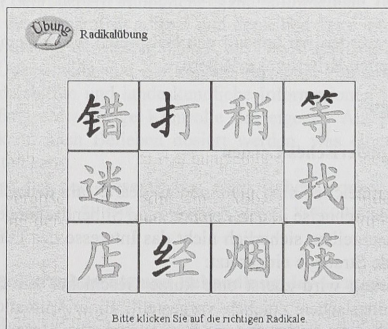 Übung
Radikalübung
错 打 稍 等
迷 找
店 经 烟 筷
Bitte klicken Sie auf die richtigen Radikale.